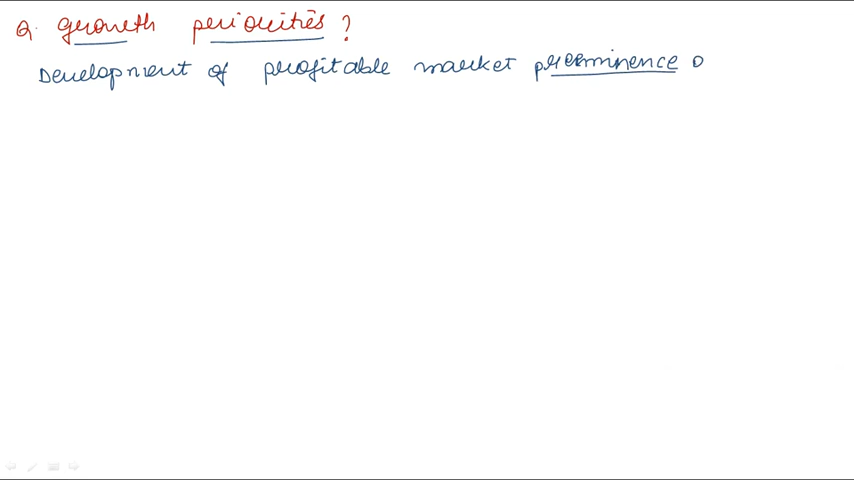 Q. Growth priorities?
Development of profitable market preeminence o